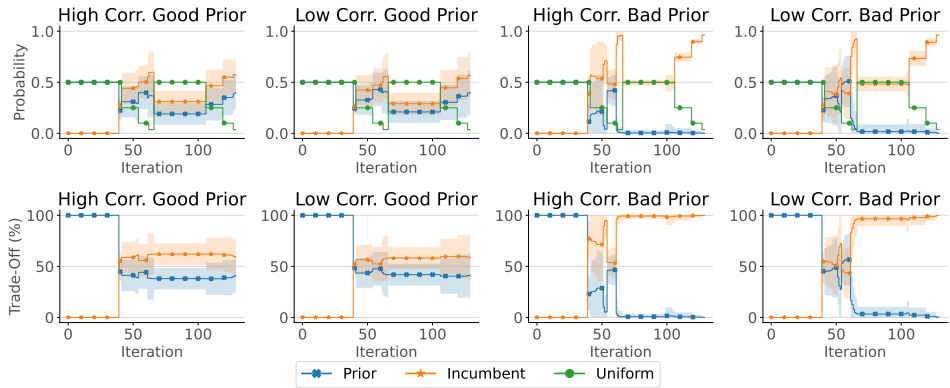 High Corr. Good Prior
Low Corr. Good Prior
High Corr. Bad Prior
Low Corr. Bad Prior
Probability
1.0
0.5
0.0
0 50 100
Iteration
1.0
0.5
0.0
0 50 100
Iteration
1.0
0.5
0.0
0 50 100
Iteration
1.0
0.5
0.0
0 50 100
Iteration
High Corr. Good Prior
Low Corr. Good Prior
High Corr. Bad Prior
Low Corr. Bad Prior
Trade-Off (%)
100
50
0
0 50 100
Iteration
100
50
0
0 50 100
Iteration
100
50
0
0 50 100
Iteration
100
50
0
0 50 100
Iteration
Prior Incumbent Uniform